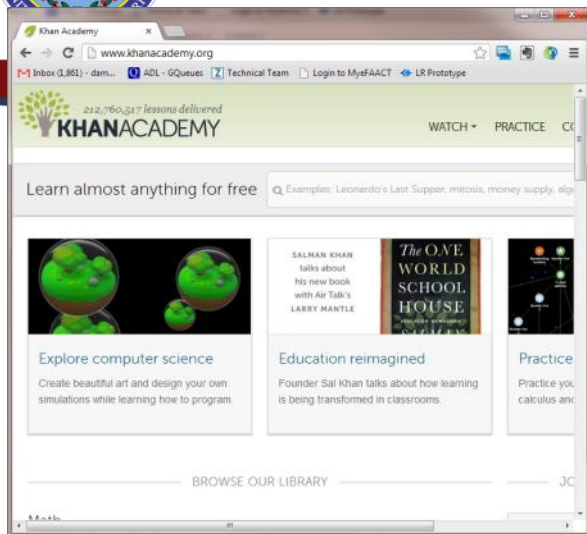 Khan Academy
www.khanacademy.org
Inbox (1,861) - dam...
ADL - GQueues
Technical Team
Login to MyeFAACT
LR Prototype
212,760,517 lessons delivered
KHANACADEMY
WATCH
PRACTICE
Learn almost anything for free
Examples: Leonardo's Last Supper, mitosis, money supply,
SALMAN KHAN
talks about
his new book
with Air Talk's
LARRY MANTLE
The ONE
WORLD
SCHOOL
HOUSE
Explore computer science
Create beautiful art and design your own
simulations while learning how to program.
Education reimagined
Founder Sal Khan talks about how learning
is being transformed in classrooms.
Practice
Practice you
calculus and
BROWSE OUR LIBRARY
Math